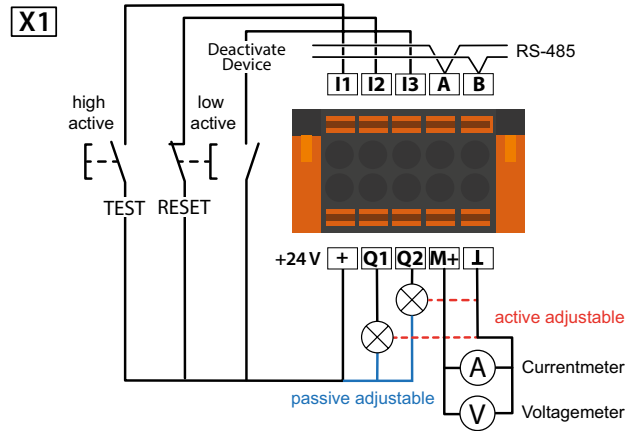 X1
Deactivate
Device
RS-485
I1 I2 I3 A B
high
active
low
active
TEST RESET
+24 V + Q1 Q2 M+ ⊥
active adjustable
passive adjustable
A Currentmeter
V Voltagemeter